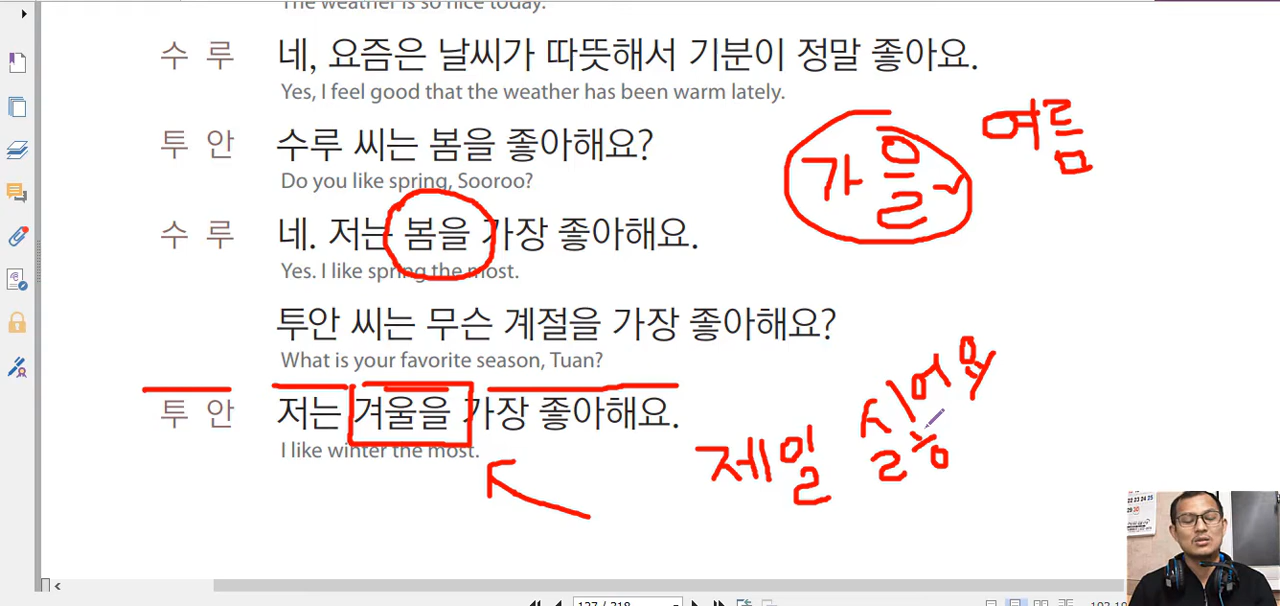 The weather is so nice today.
수 루 네, 요즘은 날씨가 따뜻해서 기분이 정말 좋아요.
Yes, I feel good that the weather has been warm lately.
여름
가을
투 안 수루 씨는 봄을 좋아해요?
Do you like spring, Sooroo?
수 루 네. 저는 봄을 가장 좋아해요.
Yes. I like spring the most.
투안 씨는 무슨 계절을 가장 좋아해요?
What is your favorite season, Tuan?
투 안 저는 겨울을 가장 좋아해요.
I like winter the most.
제일 싫어요
127 / 318